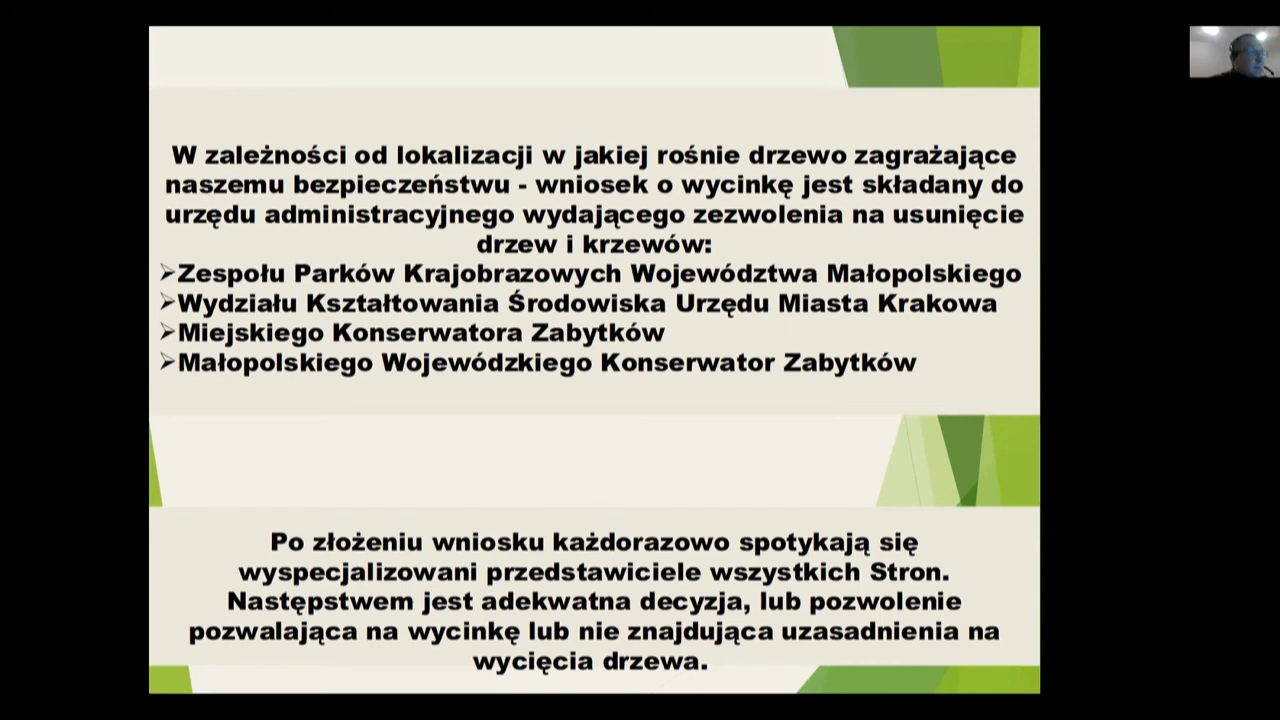 W zależności od lokalizacji w jakiej rośnie drzewo zagrażające
naszemu bezpieczeństwu - wniosek o wycinkę jest składany do
urzędu administracyjnego wydającego zezwolenia na usunięcie
drzew i krzewów:
➢Zespołu Parków Krajobrazowych Województwa Małopolskiego
➢Wydziału Kształtowania Środowiska Urzędu Miasta Krakowa
➢Miejskiego Konserwatora Zabytków
➢Małopolskiego Wojewódzkiego Konserwator Zabytków
Po złożeniu wniosku każdorazowo spotykają się
wyspecjalizowani przedstawiciele wszystkich Stron.
Następstwem jest adekwatna decyzja, lub pozwolenie
pozwalająca na wycinkę lub nie znajdująca uzasadnienia na
wycięcia drzewa.